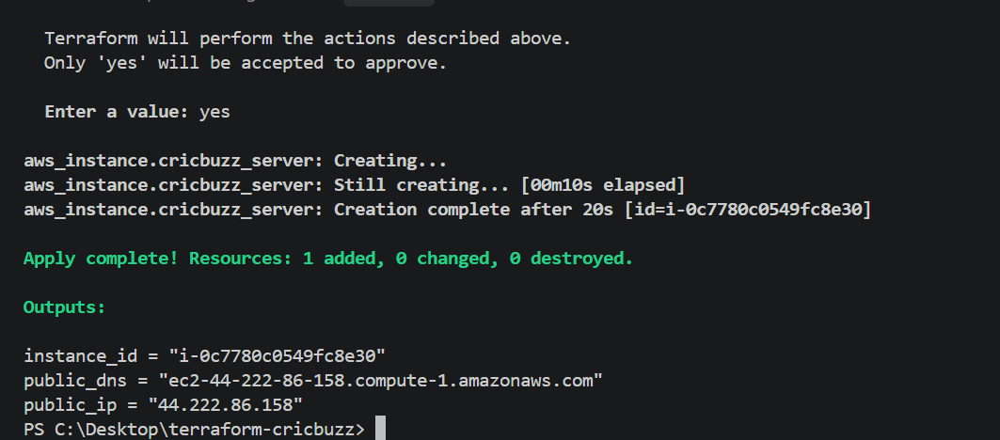 Terraform will perform the actions described above.
Only 'yes' will be accepted to approve.
Enter a value: yes
aws_instance.cricbuzz_server: Creating...
aws_instance.cricbuzz_server: Still creating... [00m10s elapsed]
aws_instance.cricbuzz_server: Creation complete after 20s [id=i-0c7780c0549fc8e30]
Apply complete! Resources: 1 added, 0 changed, 0 destroyed.
Outputs:
instance_id = "i-0c7780c0549fc8e30"
public_dns = "ec2-44-222-86-158.compute-1.amazonaws.com"
public_ip = "44.222.86.158"
PS C:\Desktop\terraform-cricbuzz>